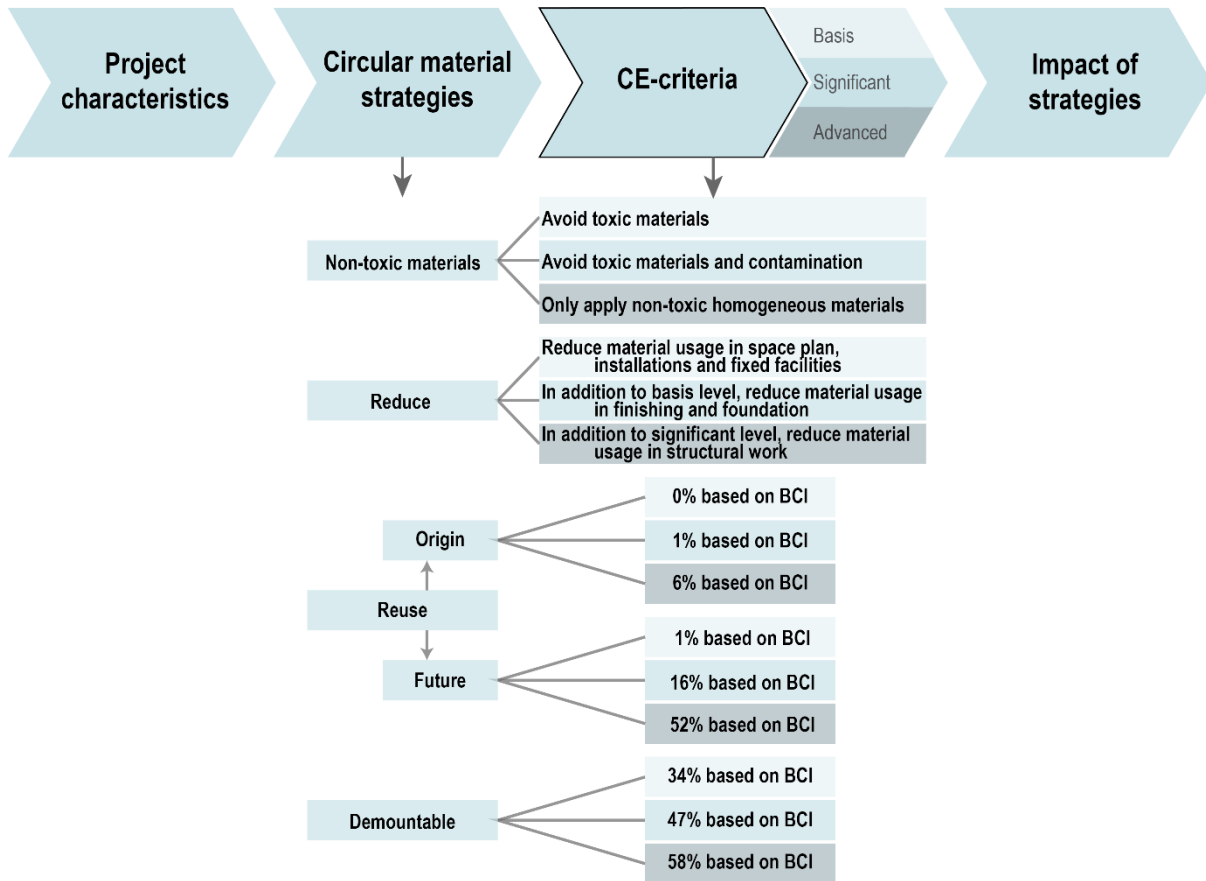 Project
characteristics
Circular material
strategies
CE-criteria
Basis
Significant
Advanced
Impact of
strategies
Non-toxic materials
Avoid toxic materials
Avoid toxic materials and contamination
Only apply non-toxic homogeneous materials
Reduce
Reduce material usage in space plan,
installations and fixed facilities
In addition to basis level, reduce material usage
in finishing and foundation
In addition to significant level, reduce material
usage in structural work
Origin
0% based on BCI
1% based on BCI
6% based on BCI
Reuse
Future
1% based on BCI
16% based on BCI
52% based on BCI
Demountable
34% based on BCI
47% based on BCI
58% based on BCI